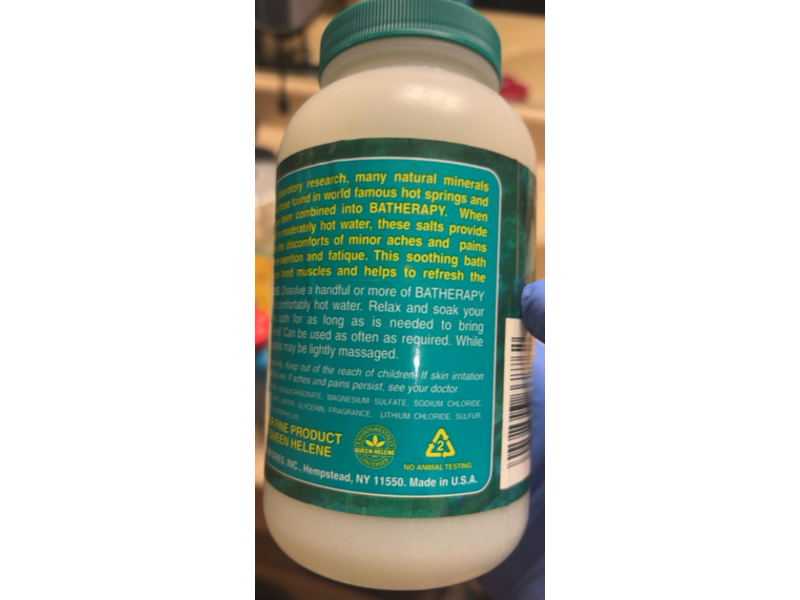 research, many natural minerals
those found in world famous hot springs and
been combined into BATHERAPY. When
moderately hot water, these salts provide
the discomforts of minor aches and pains
and fatique. This soothing bath
tired muscles and helps to refresh the
Dissolve a handful or more of BATHERAPY
comfortably hot water. Relax and soak your
bath for as long as is needed to bring
Can be used as often as required. While
may be lightly massaged.
Keep out of the reach of children. If skin irritation
use. If aches and pains persist, see your doctor.
MAGNESIUM SULFATE, SODIUM CHLORIDE,
GLYCERIN, FRAGRANCE, LITHIUM CHLORIDE, SULFUR,
FINE PRODUCT
QUEEN HELENE
ENVIRONMENTALLY
QUEEN HELENE
CONCERNED
2
NO ANIMAL TESTING
INC., Hempstead, NY 11550. Made in U.S.A.